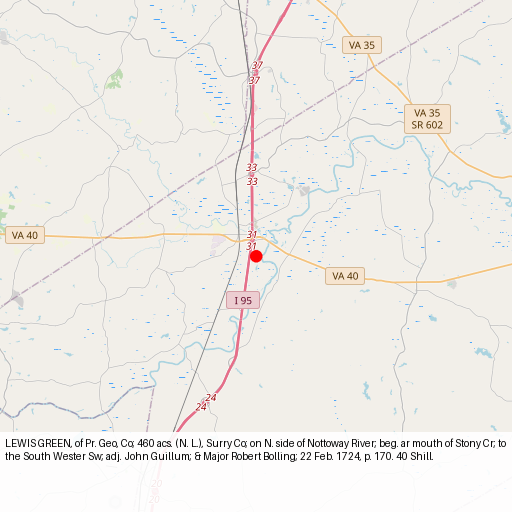 37
37
VA 35
VA 35
SR 602
33
33
VA 40
31
31
VA 40
I 95
24
24
LEWIS GREEN, of Pr. Geo, Co; 460 acs. (N. L.), Surry Co; on N. side of Nottoway River; beg. ar mouth of Stony Cr; to
the South Wester Sw; adj. John Guillum; & Major Robert Bolling; 22 Feb. 1724, p. 170. 40 Shill.